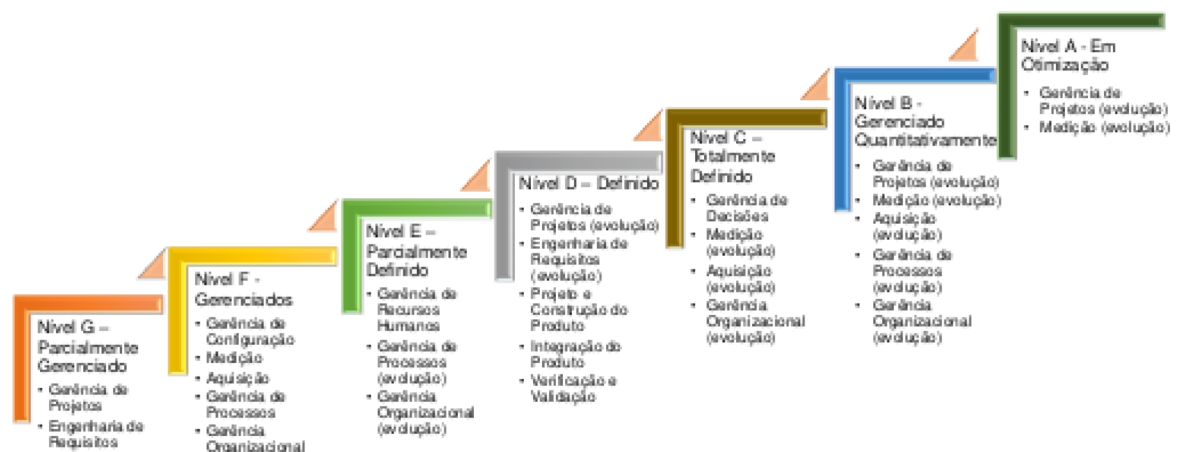 Nível G –
Parcialmente
Gerenciado
• Gerência de
Projetos
• Engenharia de
Requisitos
Nível F -
Gerenciados
• Gerência de
Configuração
• Medição
• Aquisição
• Gerência de
Processos
• Gerência
Organizacional
Nível E –
Parcialmente
Definido
• Gerência de
Recursos
Humanos
• Gerência de
Processos
(evolução)
• Gerência
Organizacional
(evolução)
Nível D – Definido
• Gerência de
Projetos (evolução)
• Engenharia de
Requisitos
(evolução)
• Projeto e
Construção do
Produto
• Integração do
Produto
• Verificação e
Validação
Nível C –
Totalmente
Definido
• Gerência de
Decisões
• Medição
(evolução)
• Aquisição
(evolução)
• Gerência
Organizacional
(evolução)
Nível B -
Gerenciado
Quantitativamente
• Gerência de
Projetos (evolução)
• Medição (evolução)
• Aquisição
(evolução)
• Gerência de
Processos
(evolução)
• Gerência
Organizacional
(evolução)
Nível A - Em
Otimização
• Gerência de
Projetos (evolução)
• Medição (evolução)